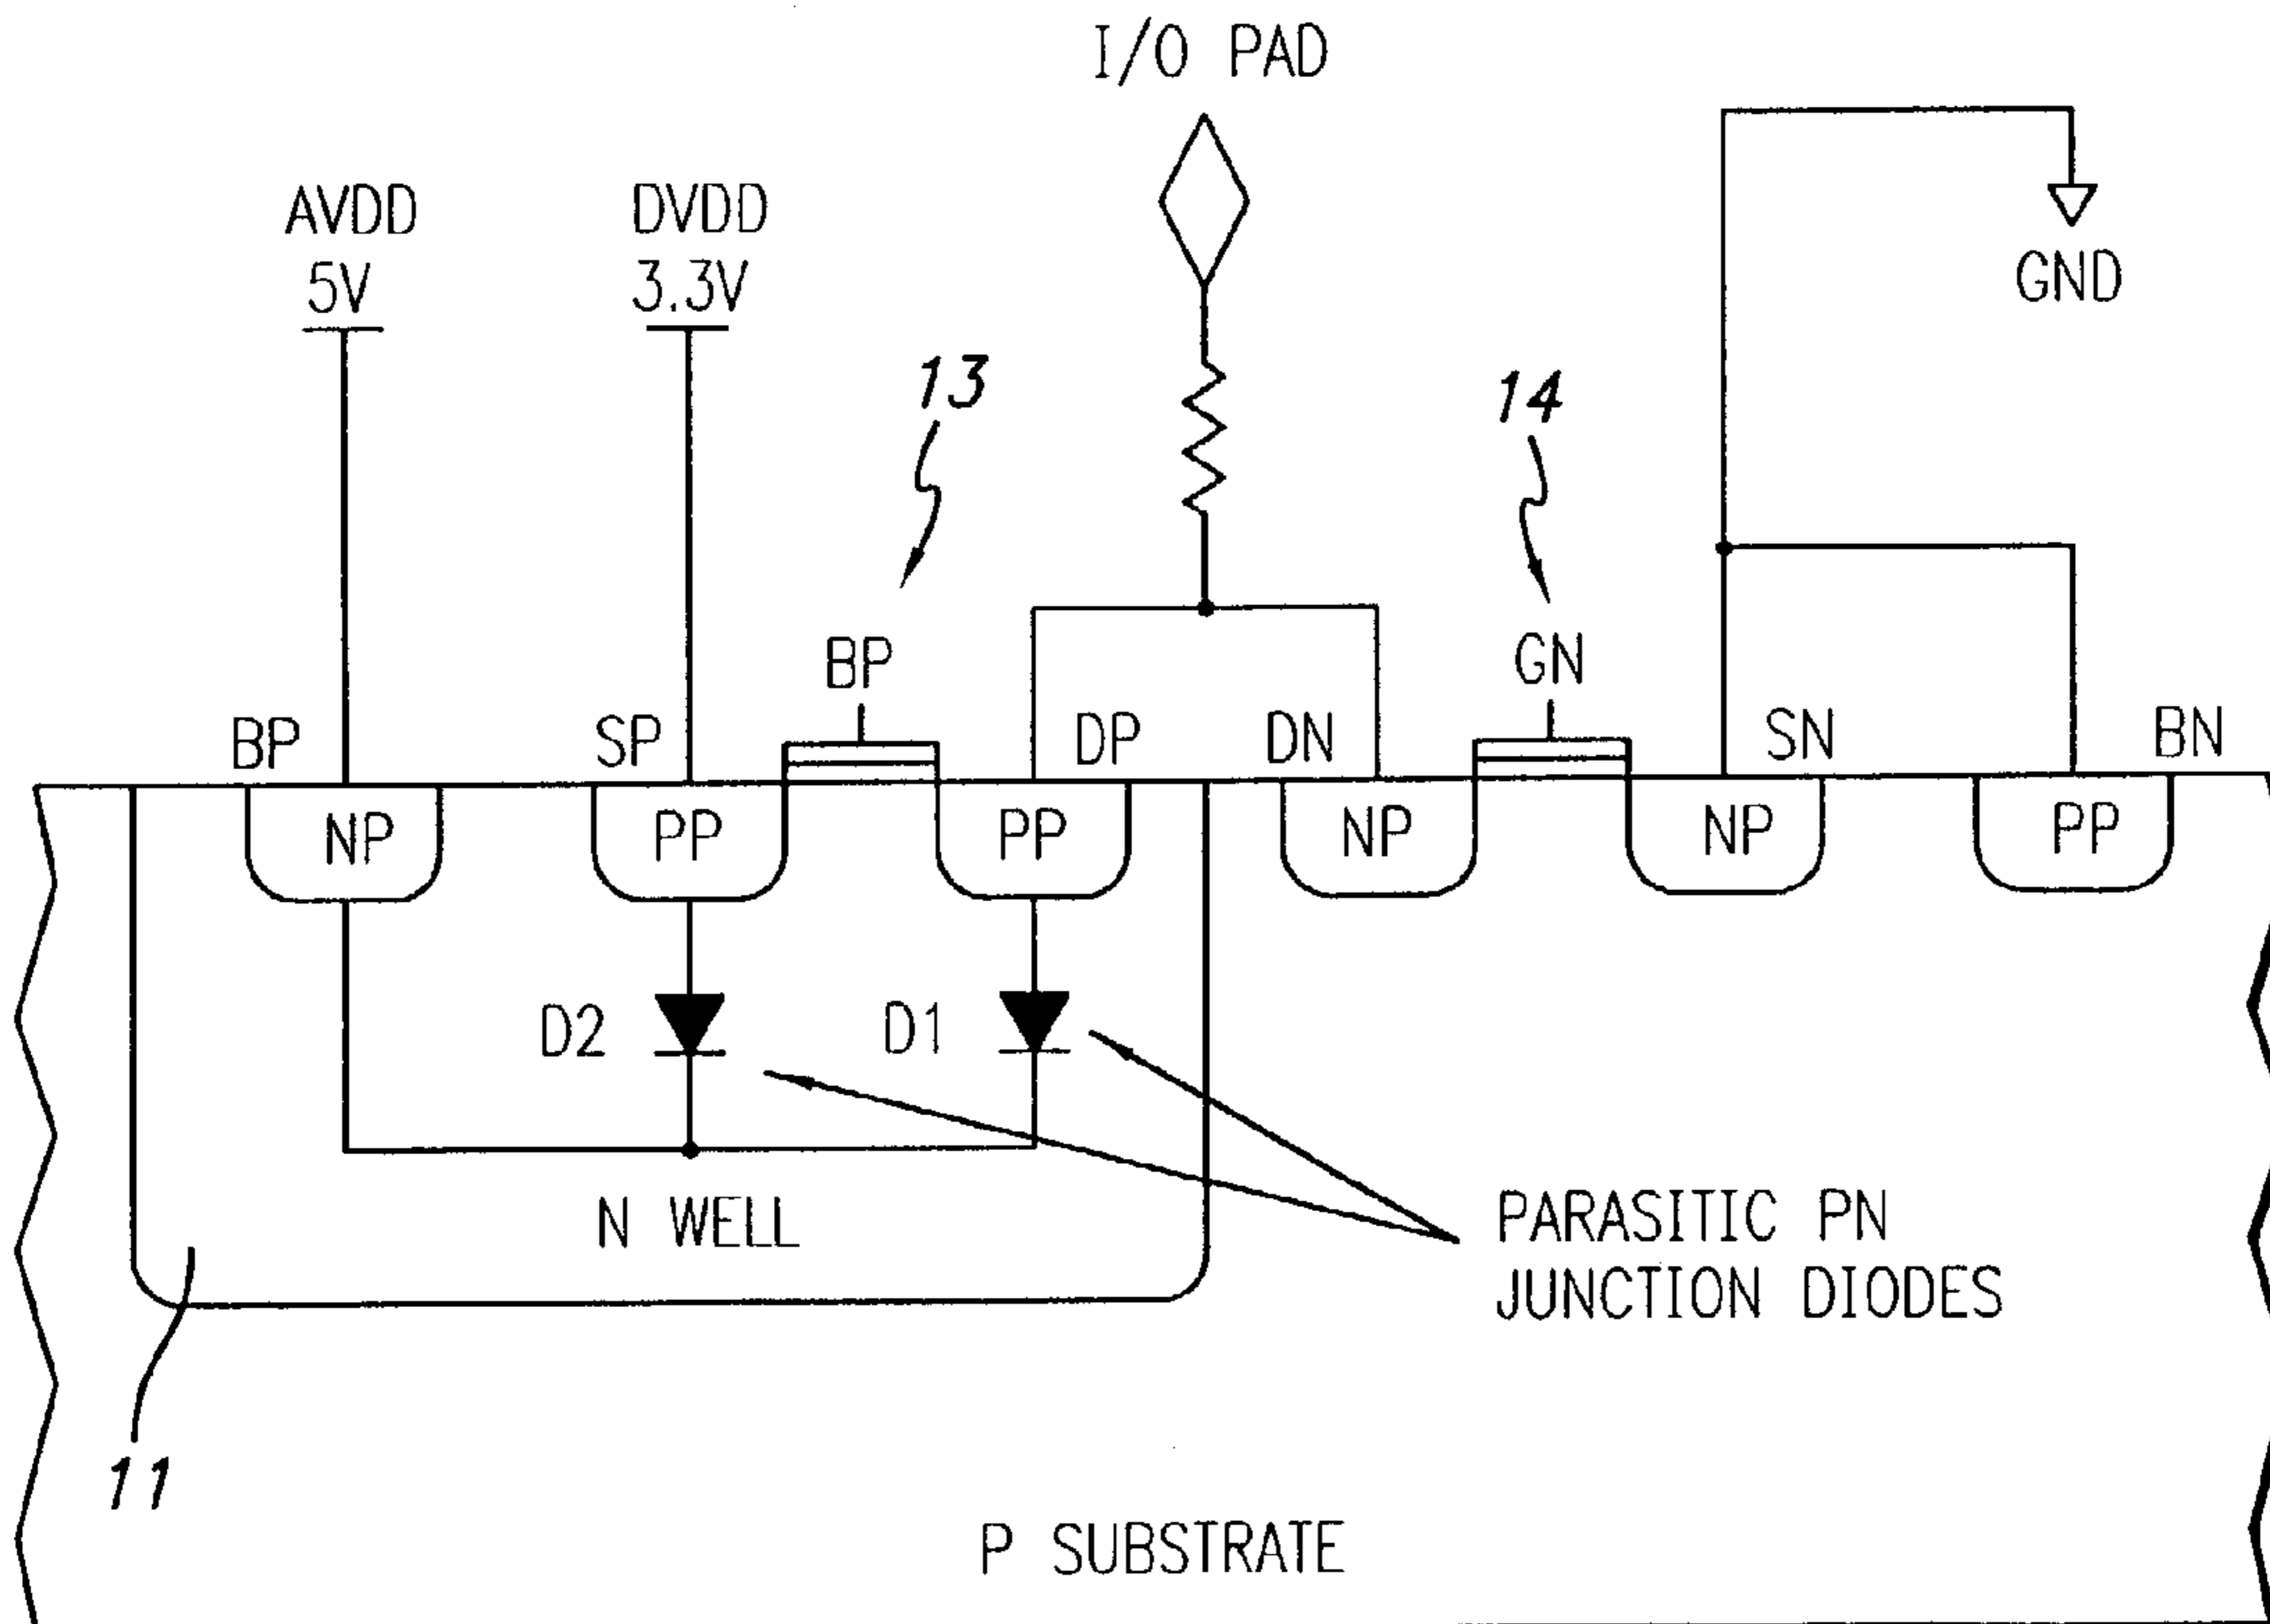 I/O PAD
AVDD
5V
DVDD
3.3V
GND
13
14
BP
GN
BP
SP
DP
DN
SN
BN
NP
PP
PP
NP
NP
PP
D2
D1
N WELL
PARASITIC PN
JUNCTION DIODES
11
P SUBSTRATE